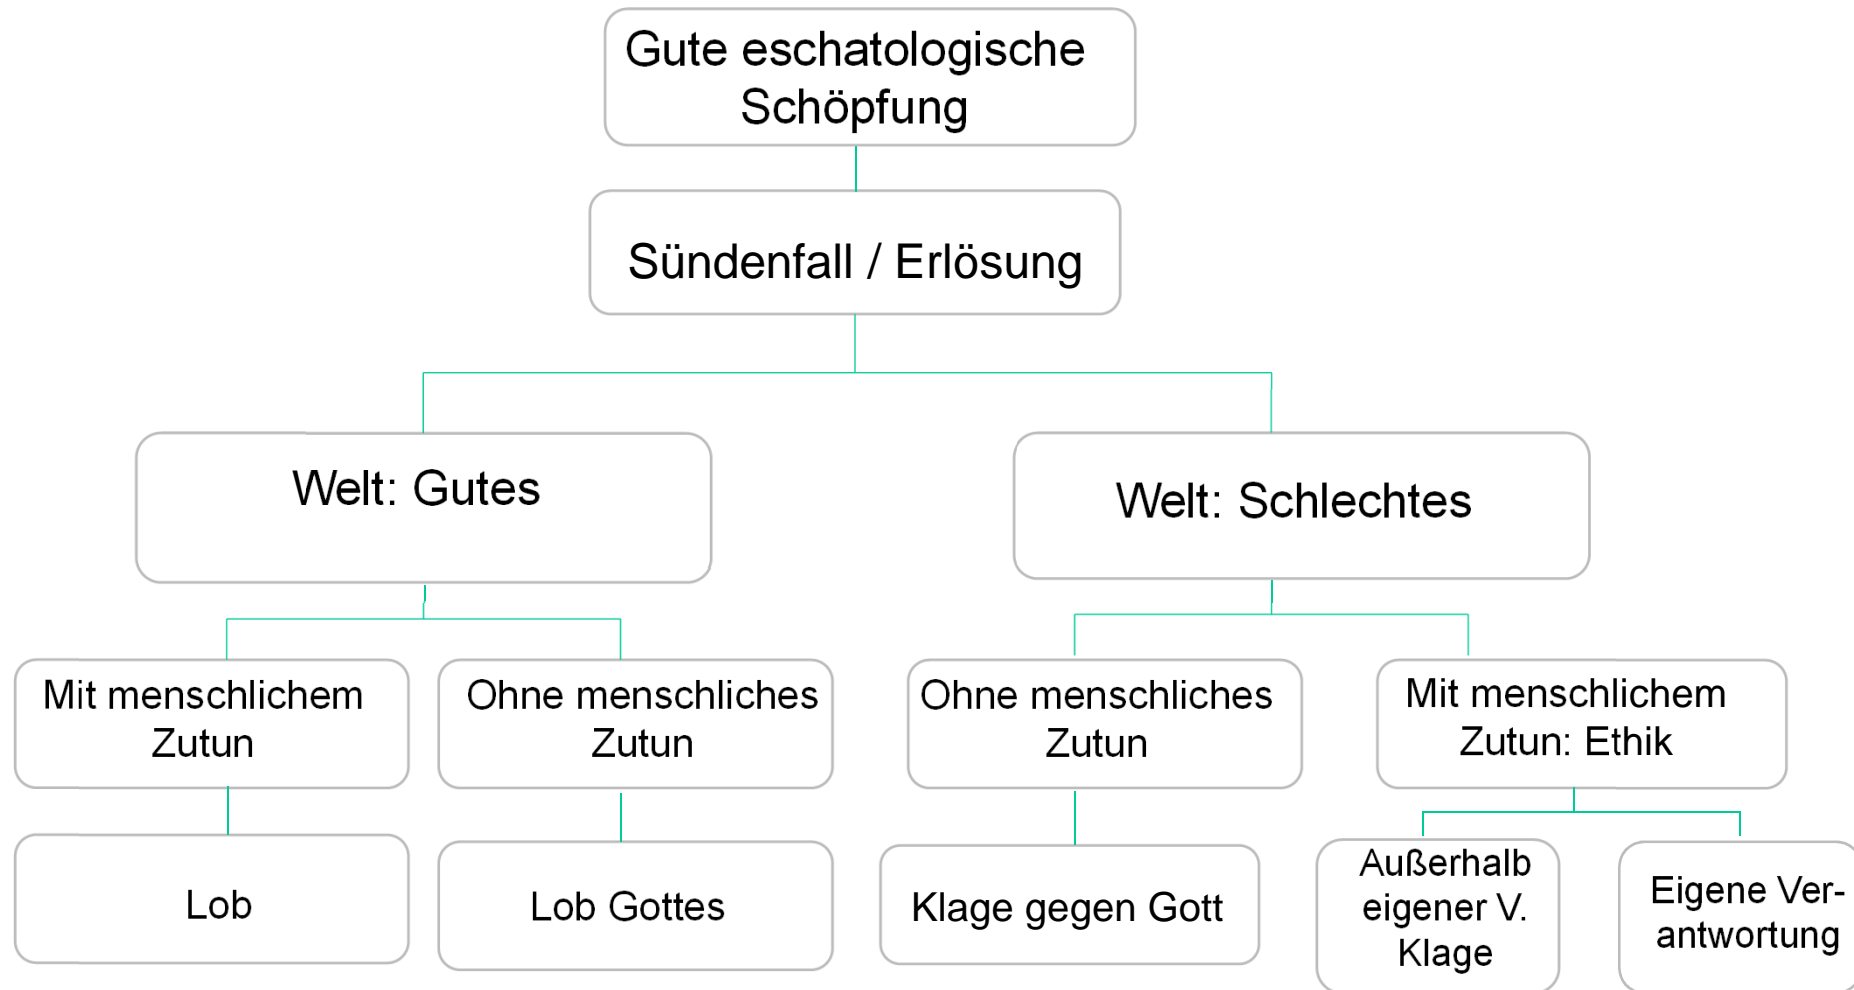 Gute eschatologische
Schöpfung
Sündenfall / Erlösung
Welt: Gutes
Welt: Schlechtes
Mit menschlichem
Zutun
Ohne menschliches
Zutun
Ohne menschliches
Zutun
Mit menschlichem
Zutun: Ethik
Lob
Lob Gottes
Klage gegen Gott
Außerhalb
eigener V.
Klage
Eigene Ver-
antwortung